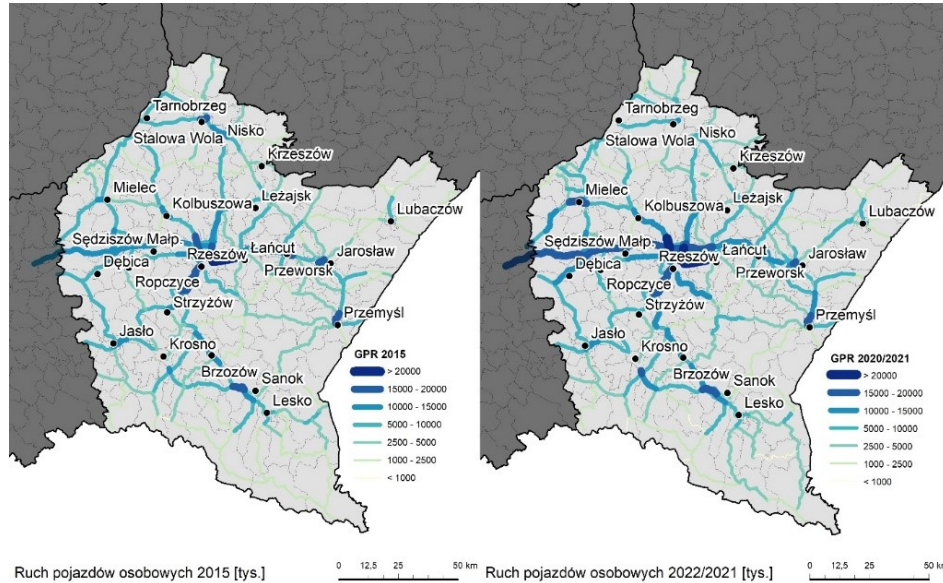 Tarnobrzeg
Stalowa Wola
Nisko
Krzeszów
Mielec
Kolbuszowa
Leżajsk
Lubaczów
Sędziszów Małp.
Rzeszów
Łańcut
Jarosław
Dębica
Przeworsk
Ropczyce
Strzyżów
Przemyśl
Jasło
Krosno
Brzozów
Sanok
Lesko
GPR 2015
> 20000
15000 - 20000
10000 - 15000
5000 - 10000
2500 - 5000
1000 - 2500
< 1000
Ruch pojazdów osobowych 2015 [tys.]
0 12,5 25 50 km
Tarnobrzeg
Stalowa Wola
Nisko
Krzeszów
Mielec
Kolbuszowa
Leżajsk
Lubaczów
Sędziszów Małp.
Rzeszów
Łańcut
Jarosław
Dębica
Przeworsk
Ropczyce
Strzyżów
Przemyśl
Jasło
Krosno
Brzozów
Sanok
Lesko
GPR 2020/2021
> 20000
15000 - 20000
10000 - 15000
5000 - 10000
2500 - 5000
1000 - 2500
< 1000
Ruch pojazdów osobowych 2022/2021 [tys.]
0 12,5 25 50 km